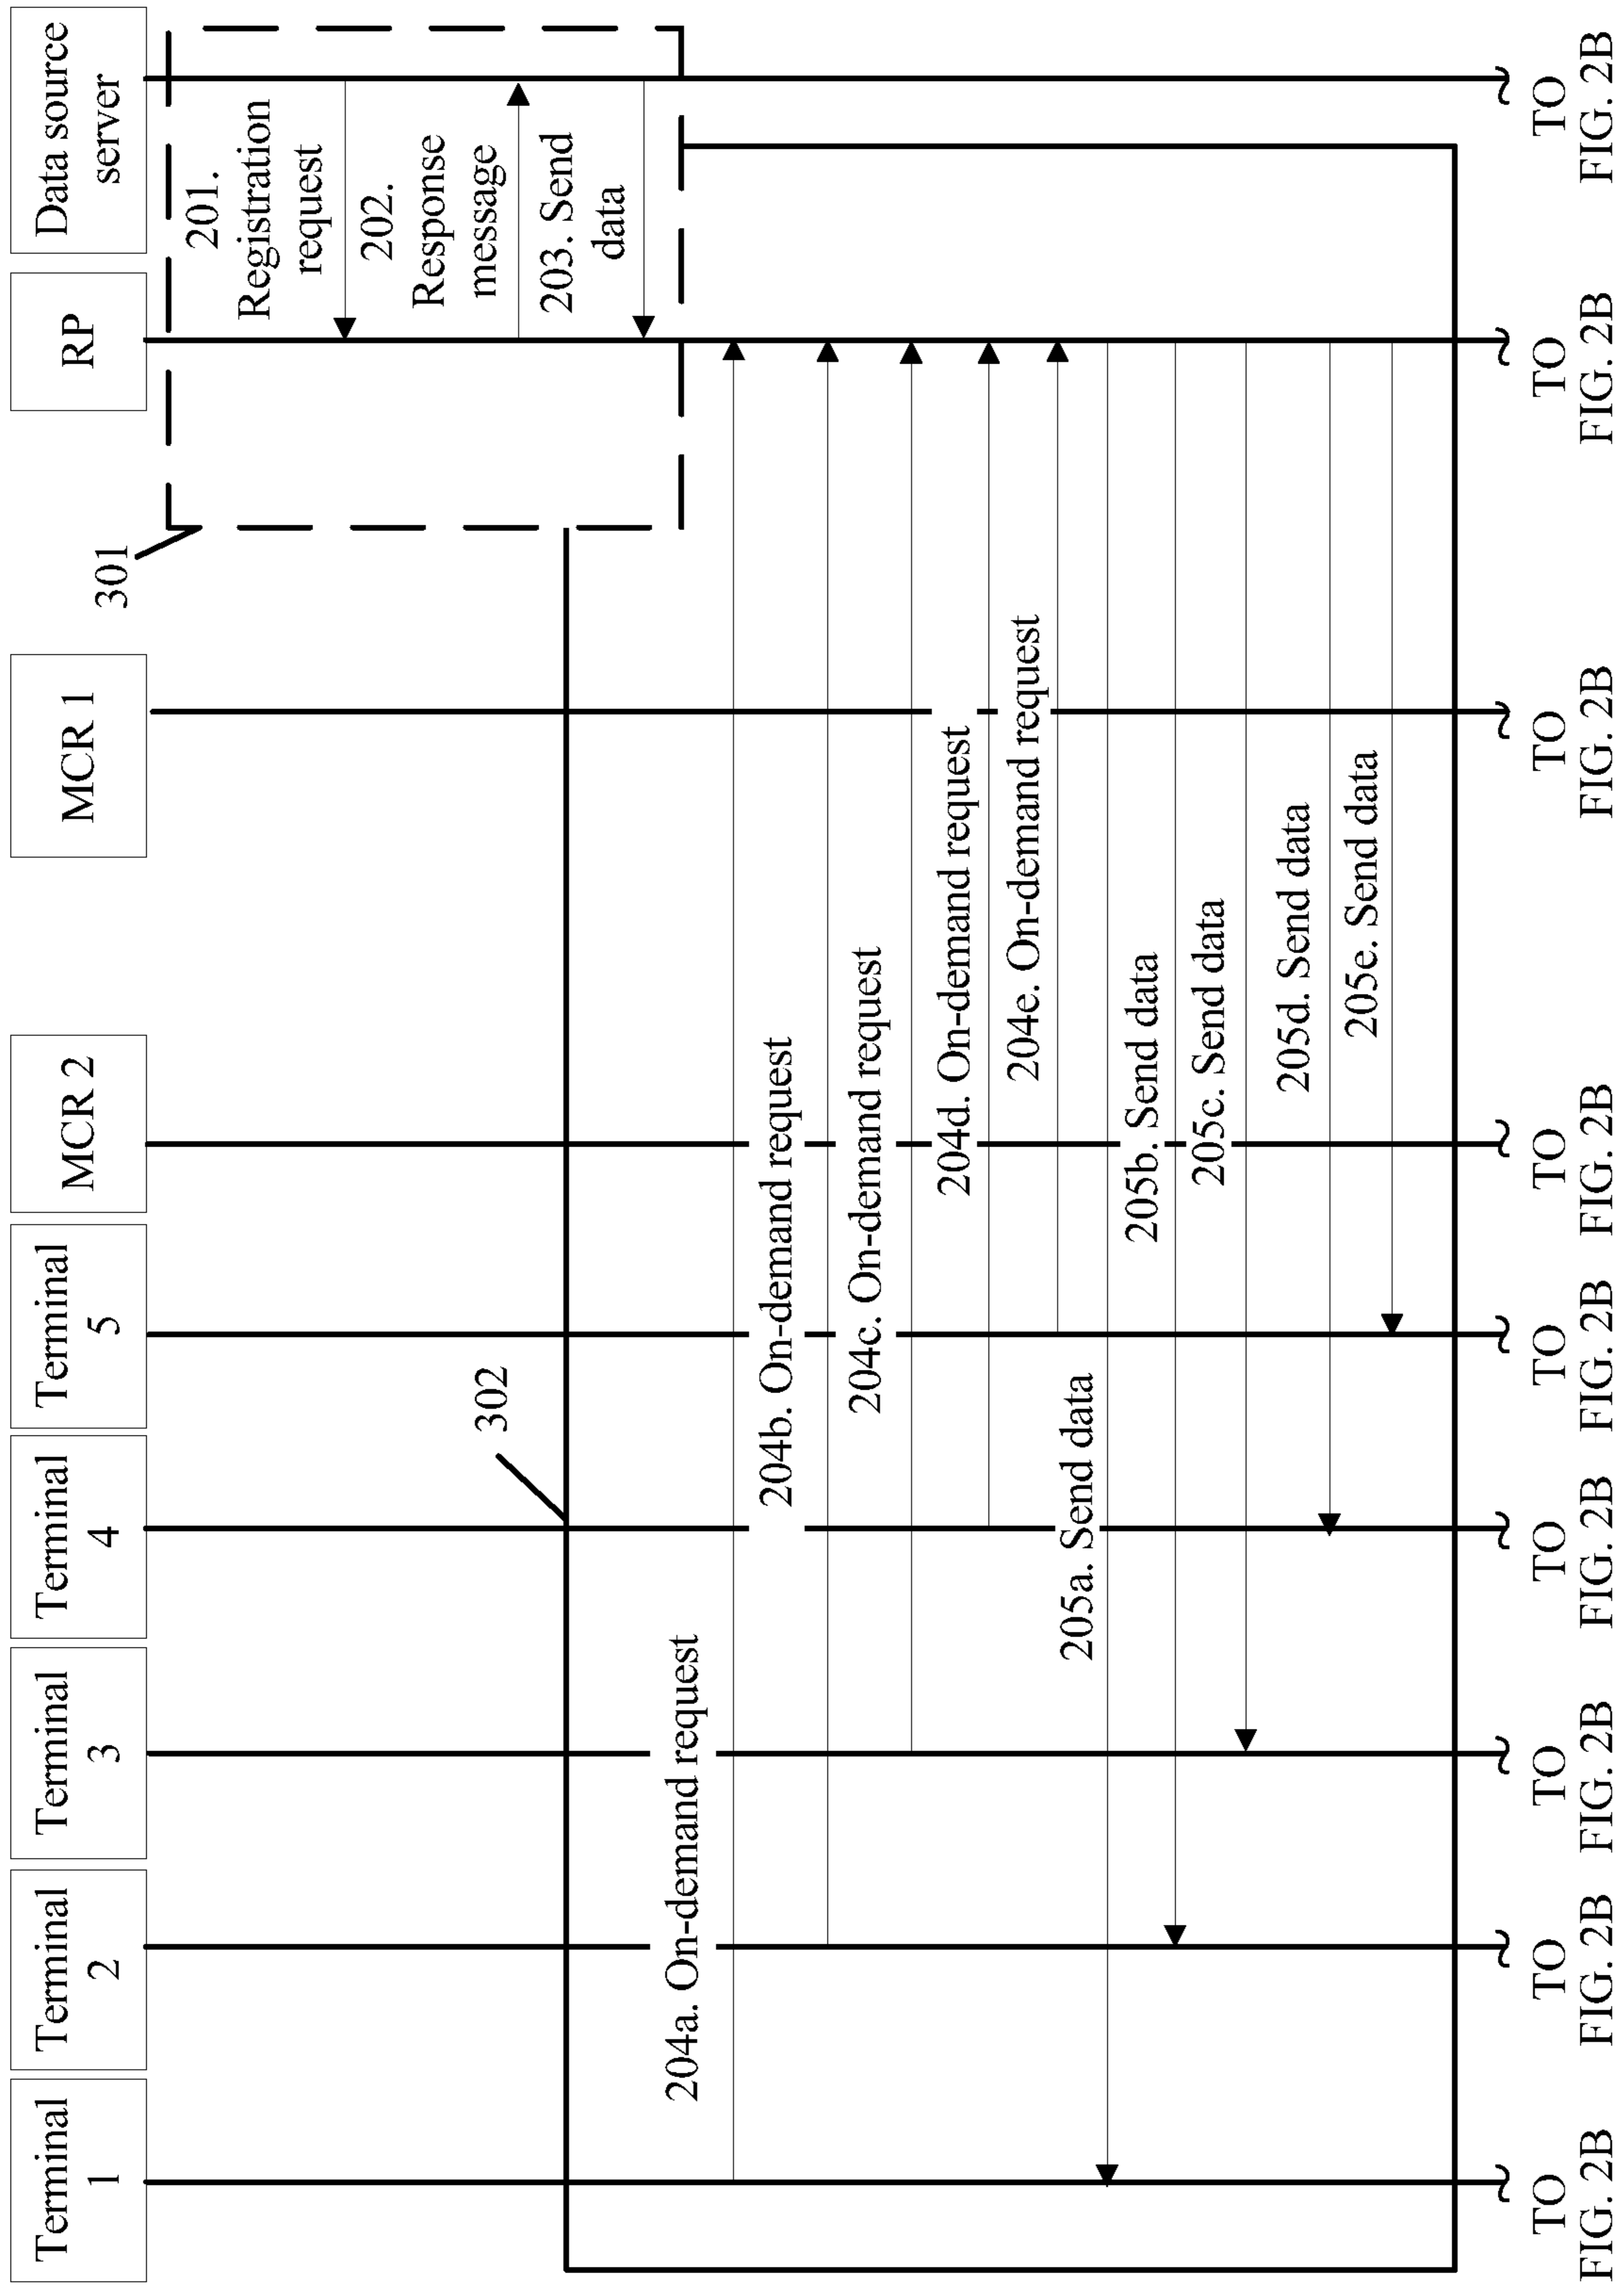 Terminal
1
Terminal
2
Terminal
3
Terminal
4
Terminal
5
MCR 2
MCR 1
RP
Data source
server
301
201.
Registration
request
202.
Response
message
302
203. Send
data
204a. On-demand request
204b. On-demand request
204c. On-demand request
204d. On-demand request
204e. On-demand request
205a. Send data
205b. Send data
205c. Send data
205d. Send data
205e. Send data
TO
FIG. 2B
TO
FIG. 2B
TO
FIG. 2B
TO
FIG. 2B
TO
FIG. 2B
TO
FIG. 2B
TO
FIG. 2B
TO
FIG. 2B
TO
FIG. 2B